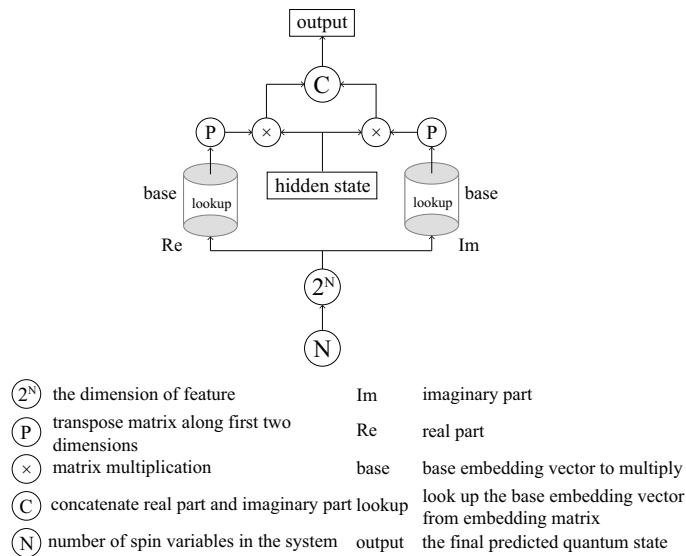 output
C
P × × P
base lookup hidden state lookup base
Re Im
2^N
N
2^N the dimension of feature Im imaginary part
P transpose matrix along first two
dimensions Re real part
× matrix multiplication base base embedding vector to multiply
C concatenate real part and imaginary part lookup look up the base embedding vector
from embedding matrix
N number of spin variables in the system output the final predicted quantum state